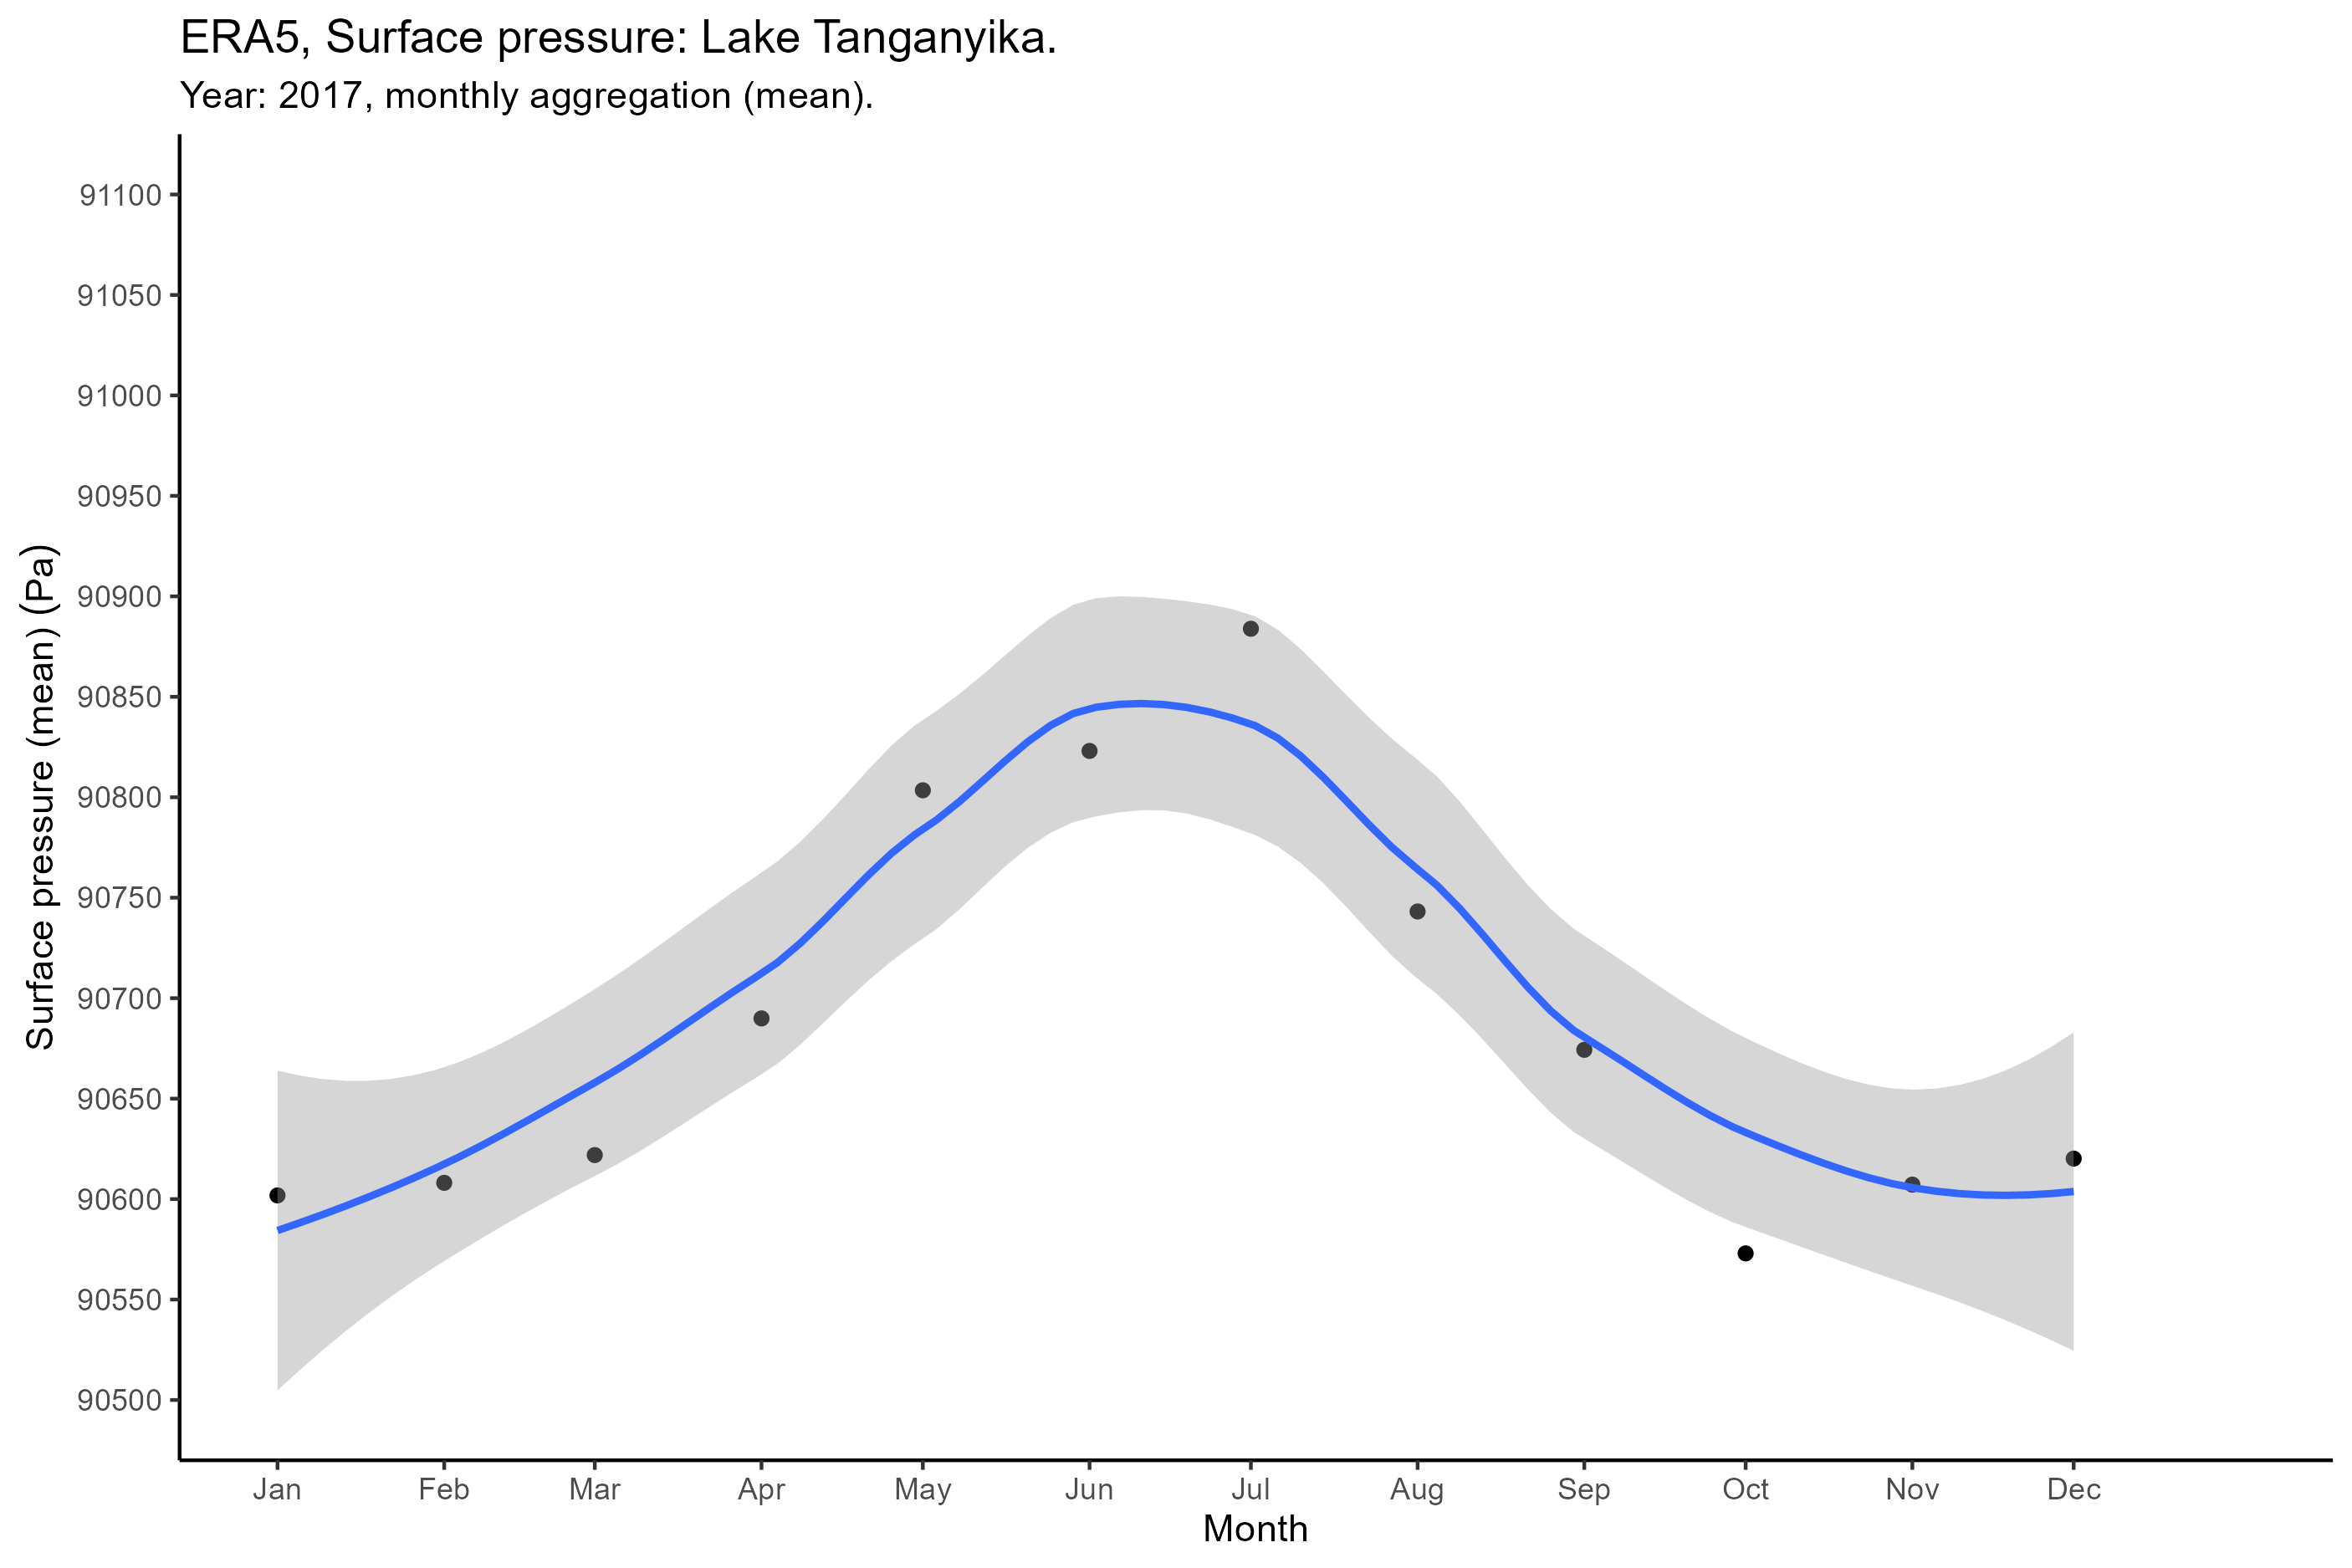 ERA5, Surface pressure: Lake Tanganyika.
Year: 2017, monthly aggregation (mean).
Surface pressure (mean) (Pa)
91100
91050
91000
90950
90900
90850
90800
90750
90700
90650
90600
90550
90500
Jan Feb Mar Apr May Jun Jul Aug Sep Oct Nov Dec
Month